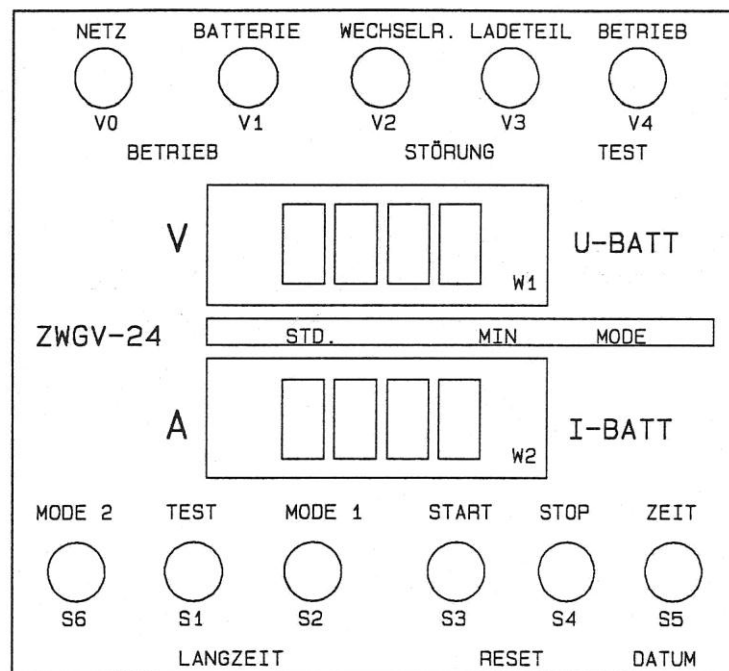 NETZ BATTERIE WECHSELR. LADETEIL BETRIEB
V0 V1 V2 V3 V4
BETRIEB STÖRUNG TEST
V U-BATT
W1
ZWGV-24 STD. MIN MODE
A I-BATT
W2
MODE 2 TEST MODE 1 START STOP ZEIT
S6 S1 S2 S3 S4 S5
LANGZEIT RESET DATUM